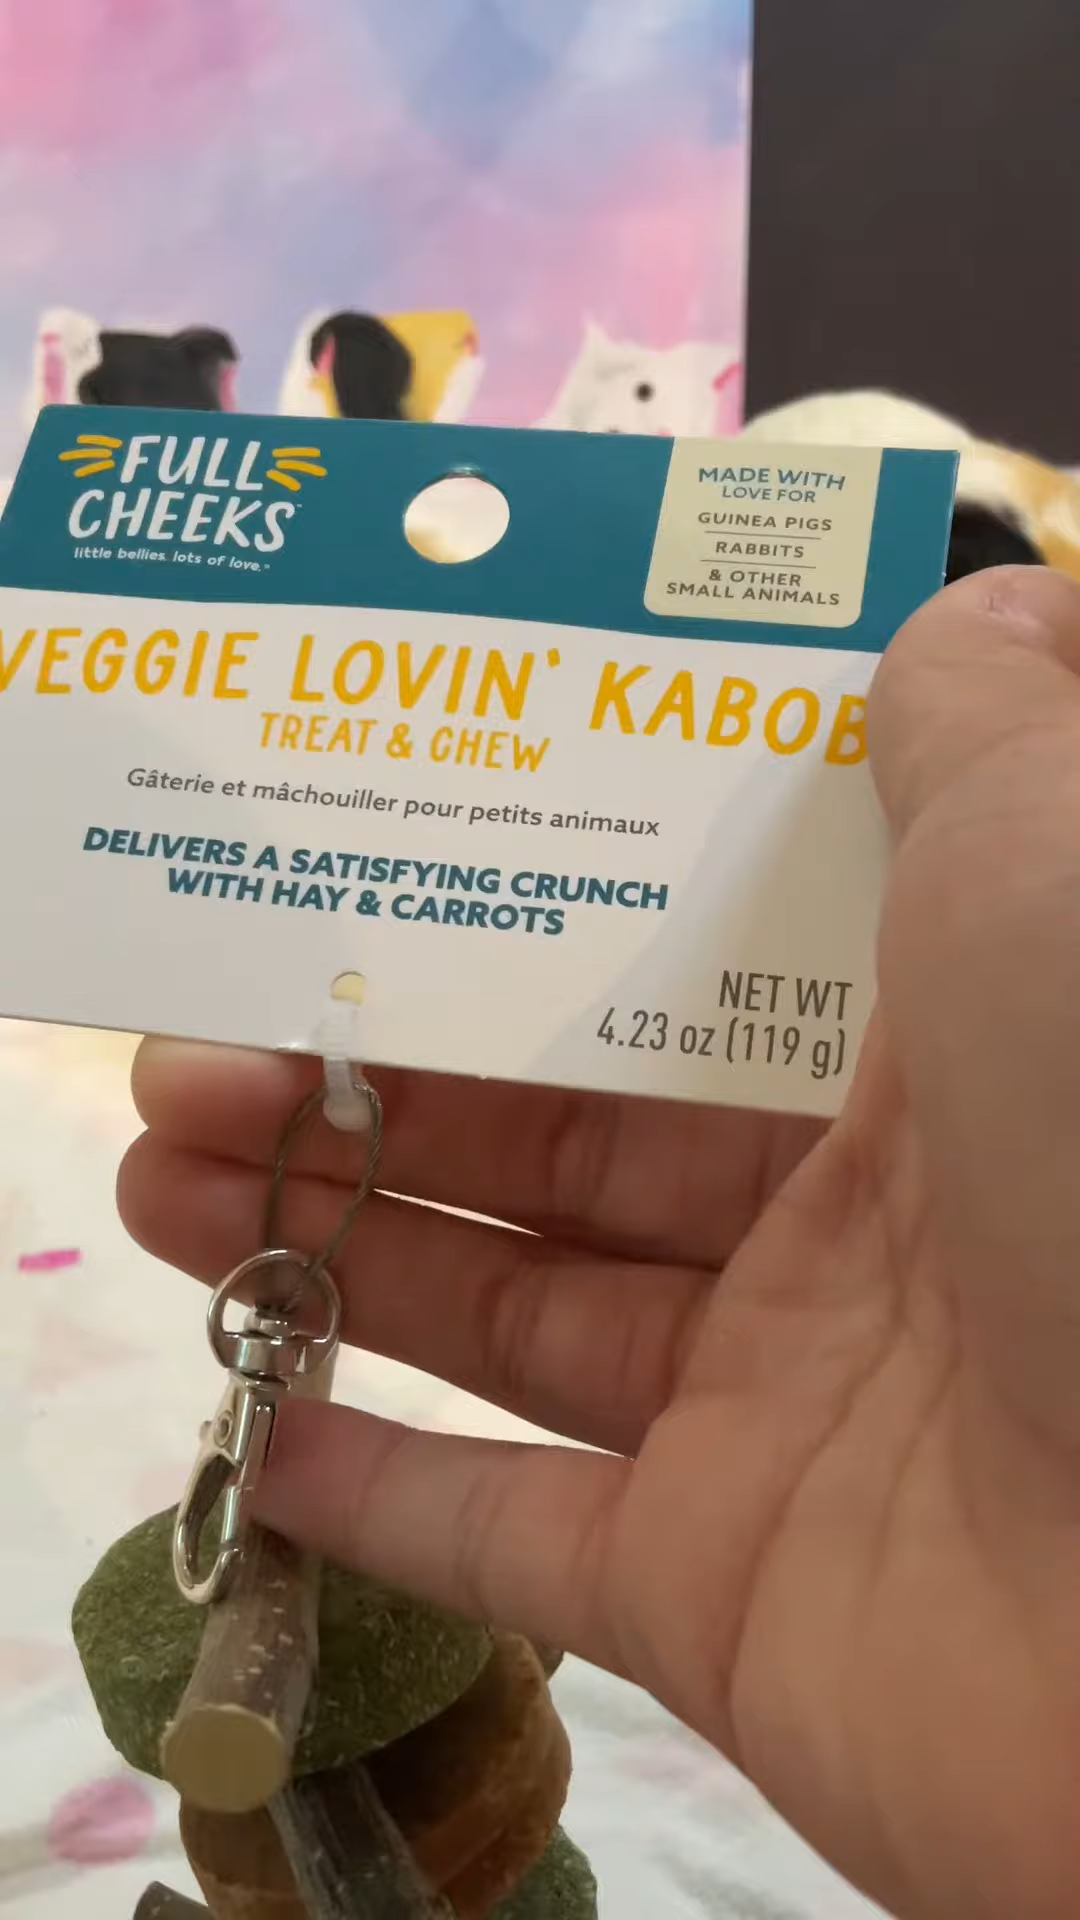 FULL
CHEEKS™
little bellies. lots of love.™
MADE WITH
LOVE FOR
GUINEA PIGS
RABBITS
& OTHER
SMALL ANIMALS
VEGGIE LOVIN' KABOB
TREAT & CHEW
Gâterie et mâchouiller pour petits animaux
DELIVERS A SATISFYING CRUNCH
WITH HAY & CARROTS
NET WT
4.23 oz (119 g)